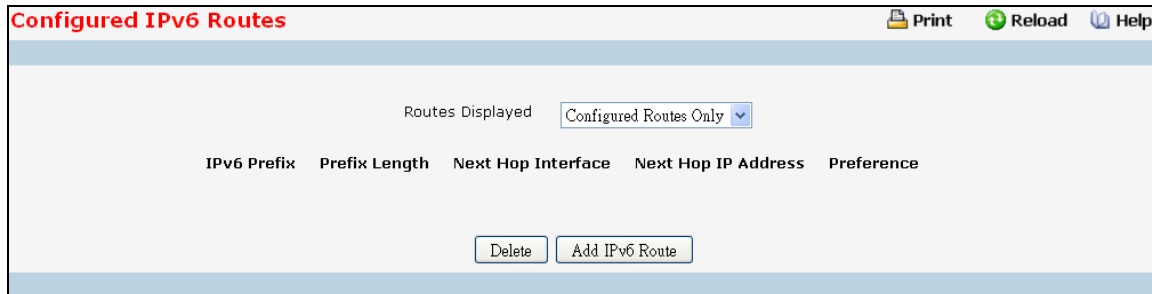 Configured IPv6 Routes Print Reload Help
Routes Displayed Configured Routes Only
IPv6 Prefix Prefix Length Next Hop Interface Next Hop IP Address Preference
Delete Add IPv6 Route